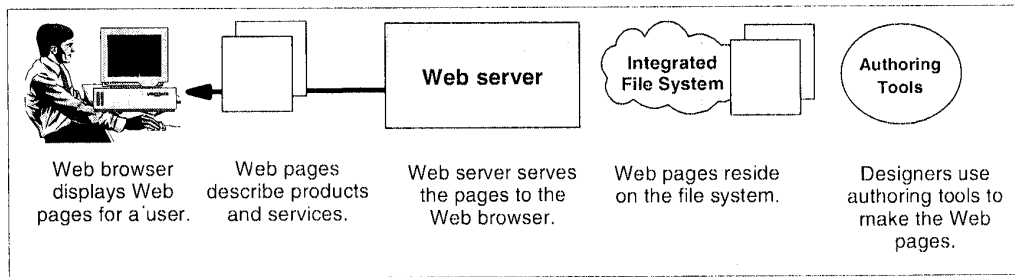 Web server
Integrated
File System
Authoring
Tools
Web browser
displays Web
pages for a user.
Web pages
describe products
and services.
Web server serves
the pages to the
Web browser.
Web pages reside
on the file system.
Designers use
authoring tools to
make the Web
pages.